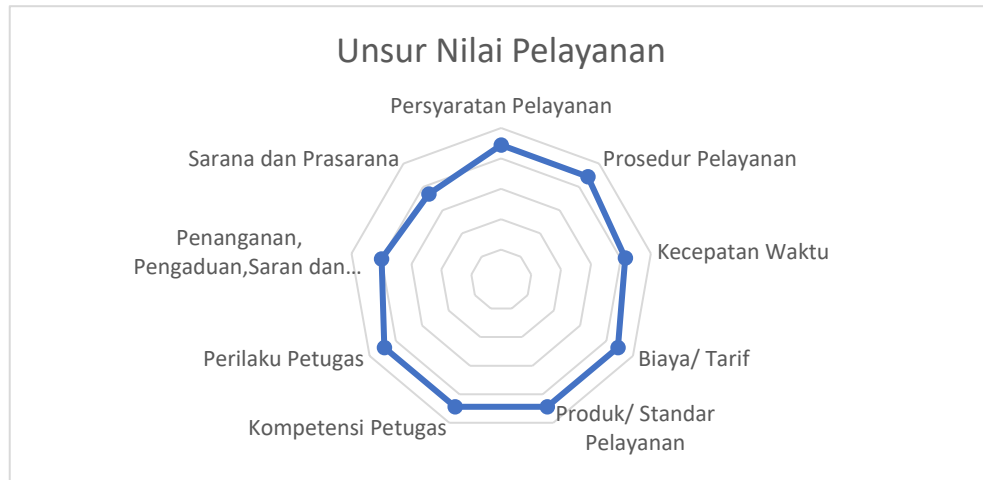 Unsur Nilai Pelayanan
Persyaratan Pelayanan
Prosedur Pelayanan
Kecepatan Waktu
Biaya/ Tarif
Produk/ Standar
Pelayanan
Kompetensi Petugas
Perilaku Petugas
Penanganan,
Pengaduan,Saran dan...
Sarana dan Prasarana